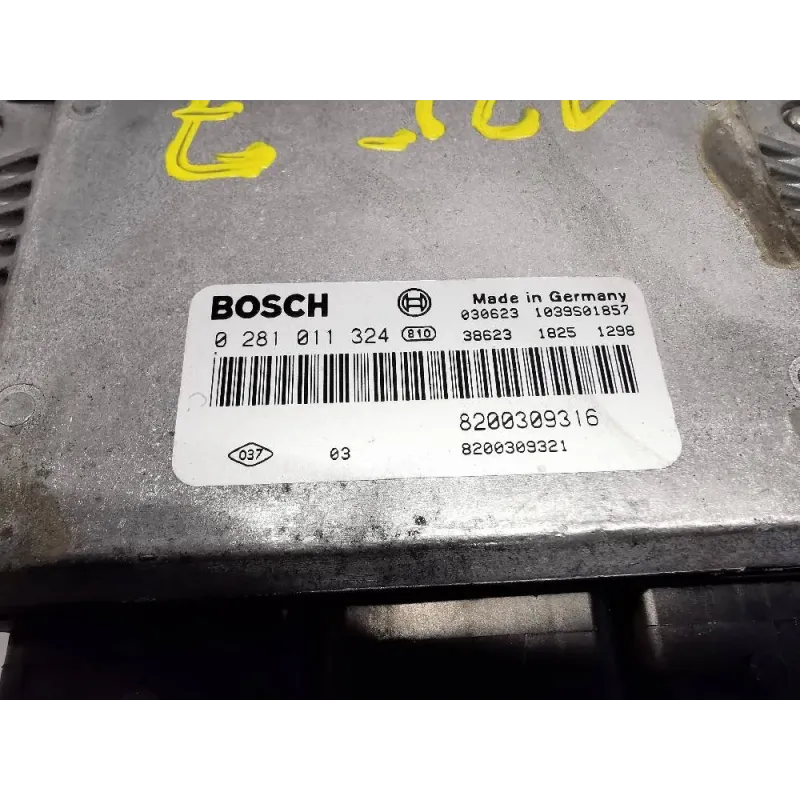 BOSCH
Made in Germany
030623 1039S01857
0 281 011 324 810
38623 1825 1298
8200309316
037 03
8200309321